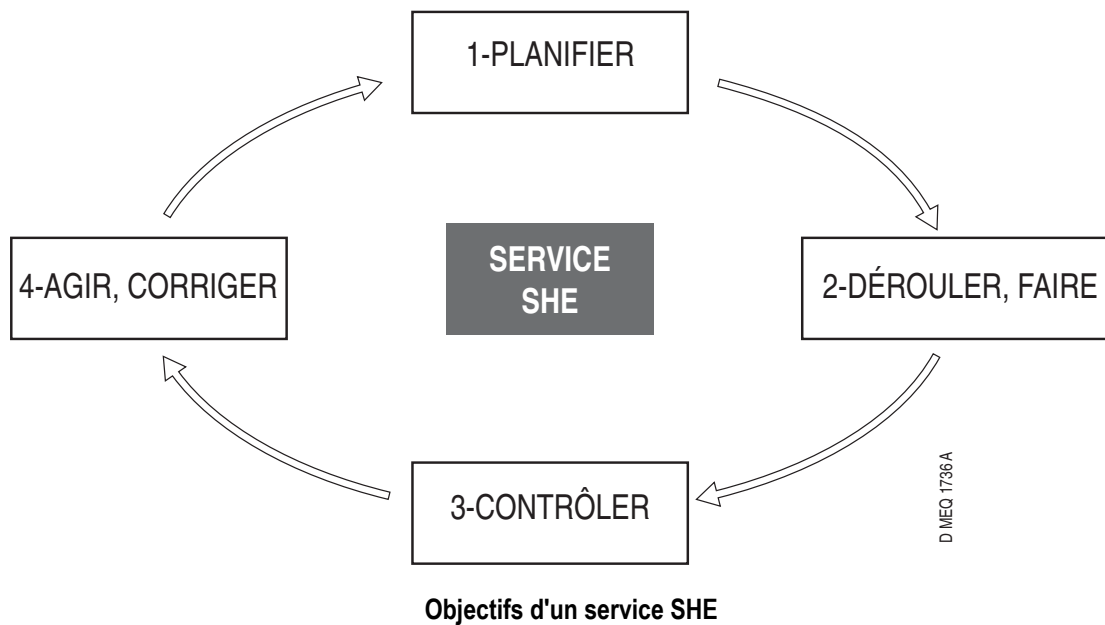 1-PLANIFIER
4-AGIR, CORRIGER
SERVICE
SHE
2-DÉROULER, FAIRE
3-CONTRÔLER
D MEQ 1736 A
Objectifs d'un service SHE